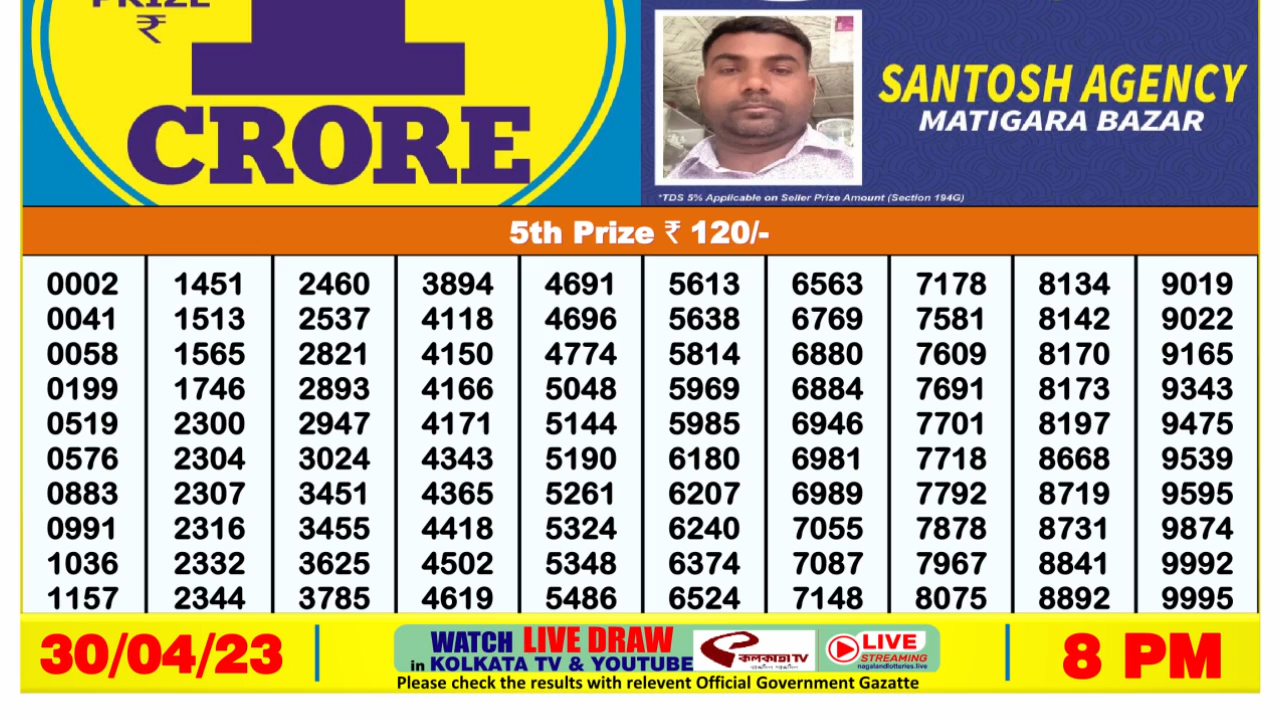 PRIZE
₹
1
CRORE
SANTOSH AGENCY
MATIGARA BAZAR
*TDS 5% Applicable on Seller Prize Amount (Section 194G)
5th Prize ₹ 120/-
0002 1451 2460 3894 4691 5613 6563 7178 8134 9019
0041 1513 2537 4118 4696 5638 6769 7581 8142 9022
0058 1565 2821 4150 4774 5814 6880 7609 8170 9165
0199 1746 2893 4166 5048 5969 6884 7691 8173 9343
0519 2300 2947 4171 5144 5985 6946 7701 8197 9475
0576 2304 3024 4343 5190 6180 6981 7718 8668 9539
0883 2307 3451 4365 5261 6207 6989 7792 8719 9595
0991 2316 3455 4418 5324 6240 7055 7878 8731 9874
1036 2332 3625 4502 5348 6374 7087 7967 8841 9992
1157 2344 3785 4619 5486 6524 7148 8075 8892 9995
30/04/23
WATCH LIVE DRAW
in KOLKATA TV & YOUTUBE
কলকাতা TV
LIVE
STREAMING
nagalandlotteries.live
Please check the results with relevent Official Government Gazatte
8 PM